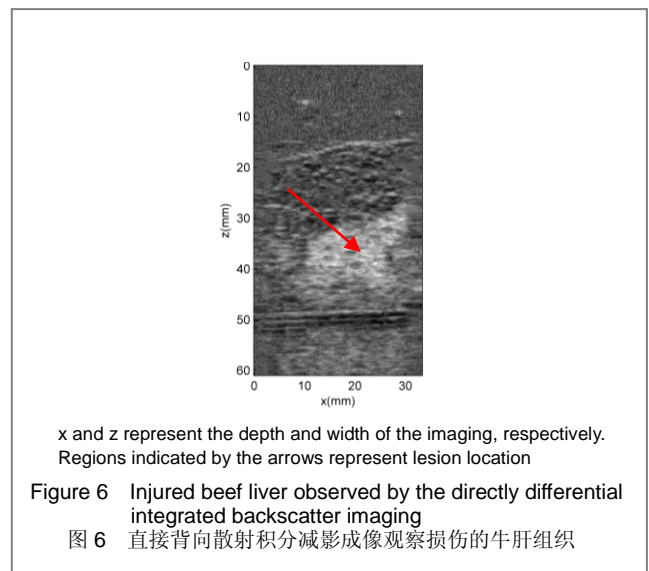 0
10
20
30
40
50
60
z(mm)
0 10 20 30
x(mm)
x and z represent the depth and width of the imaging, respectively.
Regions indicated by the arrows represent lesion location
Figure 6 Injured beef liver observed by the directly differential
integrated backscatter imaging
图 6 直接背向散射积分减影成像观察损伤的牛肝组织